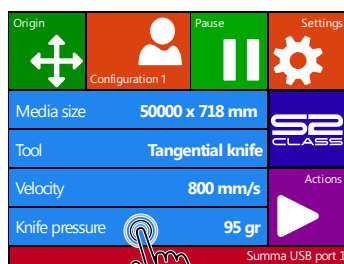 Origin
Configuration 1
Pause
Settings
Media size 50000 x 718 mm
Tool Tangential knife
S2
CLASS
Velocity 800 mm/s
Actions
Knife pressure 95 gr
Summa USB port 1